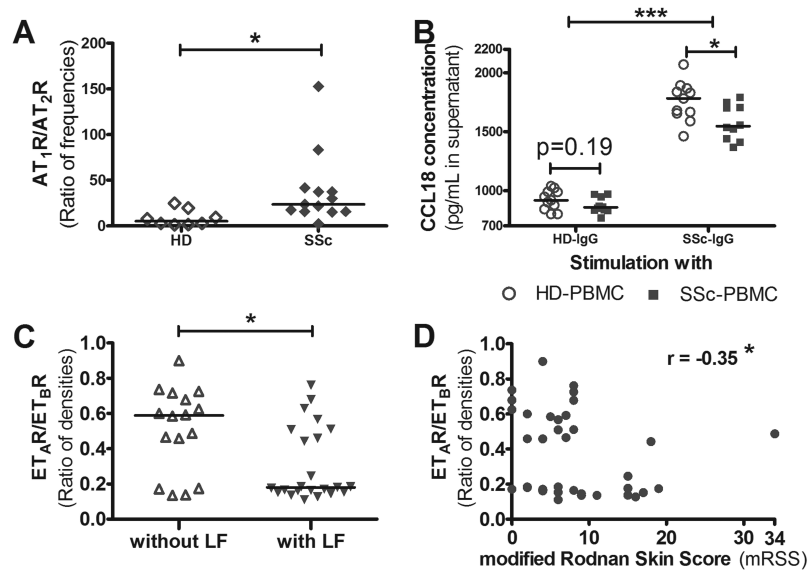 A
AT1R/AT2R
(Ratio of frequencies)
200
150
100
50
0
*
HD
SSc
B
CCL18 concentration
(pg/mL in supernatant)
2200
2000
1500
1000
700
***
*
p=0.19
HD-IgG
SSc-IgG
Stimulation with
HD-PBMC
SSc-PBMC
C
ETAR/ETBR
(Ratio of densities)
1.0
0.8
0.6
0.4
0.2
0.0
*
without LF
with LF
D
ETAR/ETBR
(Ratio of densities)
1.0
0.8
0.6
0.4
0.2
0.0
r = -0.35 *
0
10
20
30
34
modified Rodnan Skin Score (mRSS)